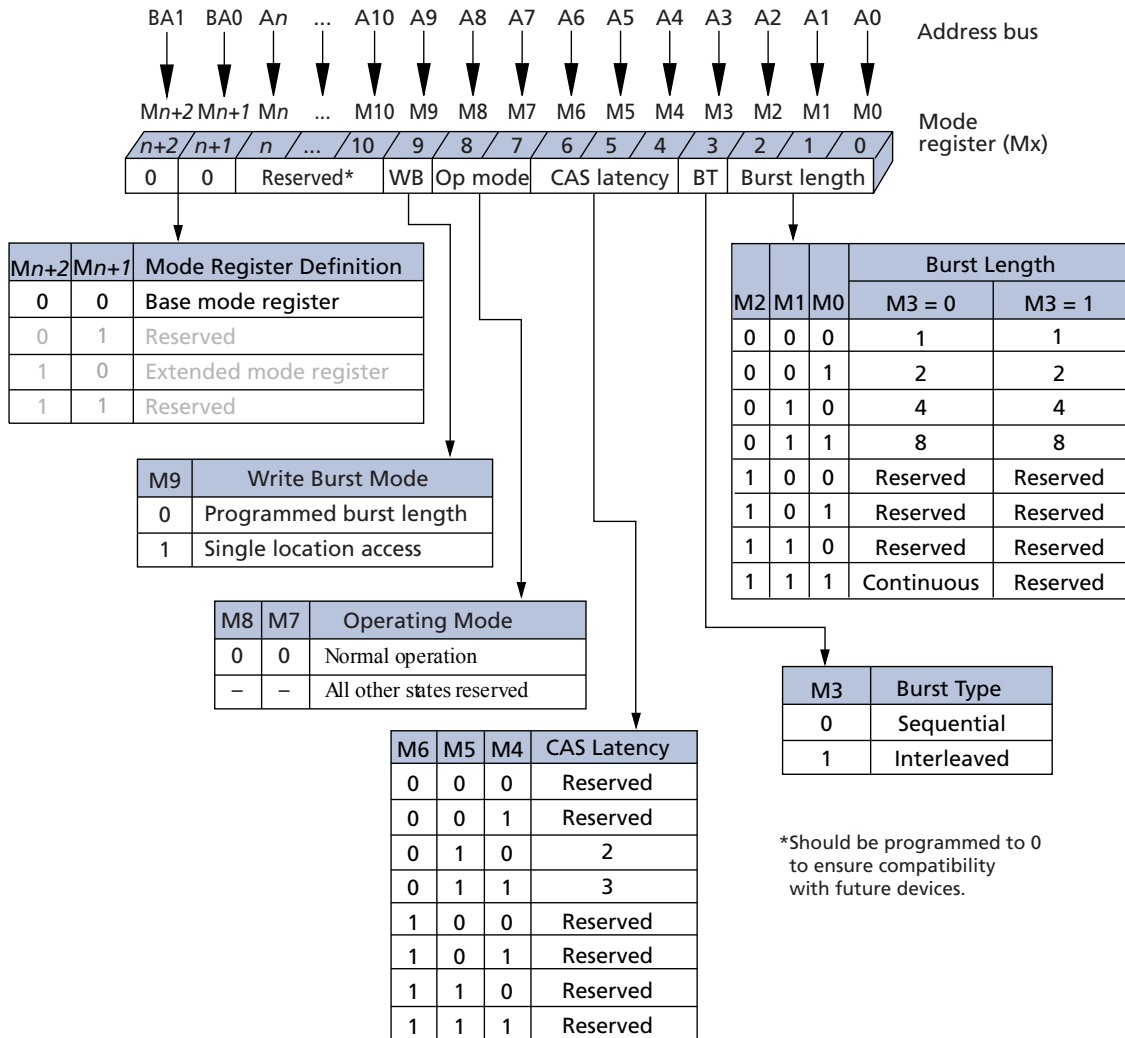 BA1 BA0 An ... A10 A9 A8 A7 A6 A5 A4 A3 A2 A1 A0 Address bus
Mn+2 Mn+1 Mn ... M10 M9 M8 M7 M6 M5 M4 M3 M2 M1 M0 Mode
register (Mx)
n+2 n+1 n ... 10 9 8 7 6 5 4 3 2 1 0
0 0 Reserved* WB Op mode CAS latency BT Burst length
Mn+2 Mn+1 Mode Register Definition
0 0 Base mode register
0 1 Reserved
1 0 Extended mode register
1 1 Reserved
Burst Length
M2 M1 M0 M3 = 0 M3 = 1
0 0 0 1 1
0 0 1 2 2
0 1 0 4 4
0 1 1 8 8
1 0 0 Reserved Reserved
1 0 1 Reserved Reserved
1 1 0 Reserved Reserved
1 1 1 Continuous Reserved
M9 Write Burst Mode
0 Programmed burst length
1 Single location access
M8 M7 Operating Mode
0 0 Normal operation
– – All other states reserved
M3 Burst Type
0 Sequential
1 Interleaved
M6 M5 M4 CAS Latency
0 0 0 Reserved
0 0 1 Reserved
0 1 0 2
0 1 1 3
1 0 0 Reserved
1 0 1 Reserved
1 1 0 Reserved
1 1 1 Reserved
*Should be programmed to 0
to ensure compatibility
with future devices.